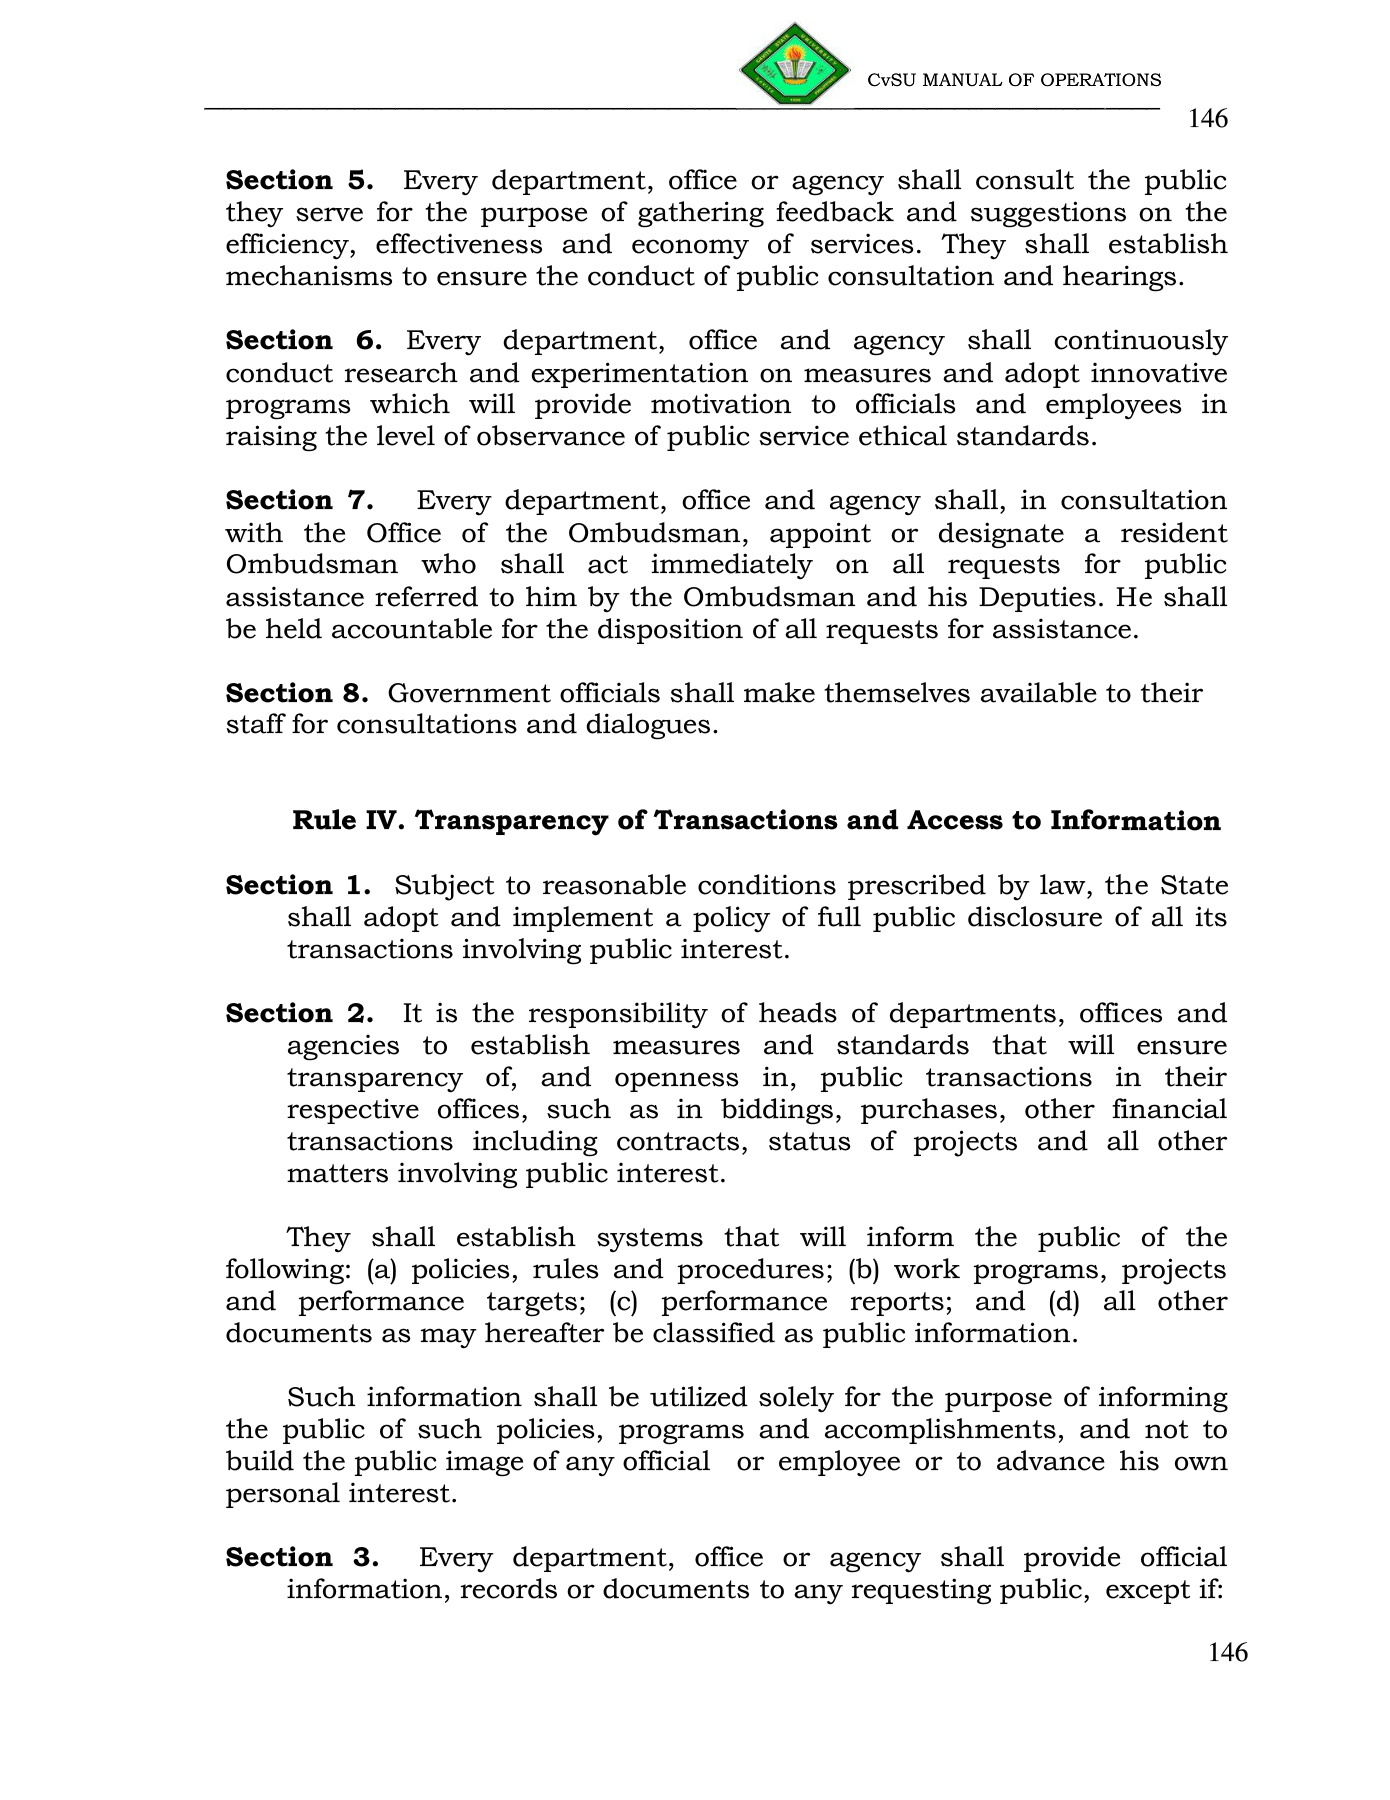 CvSU MANUAL OF OPERATIONS
146
Section 5. Every department, office or agency shall consult the public
they serve for the purpose of gathering feedback and suggestions on the
efficiency, effectiveness and economy of services. They shall establish
mechanisms to ensure the conduct of public consultation and hearings.
Section 6. Every department, office and agency shall continuously
conduct research and experimentation on measures and adopt innovative
programs which will provide motivation to officials and employees in
raising the level of observance of public service ethical standards.
Section 7. Every department, office and agency shall, in consultation
with the Office of the Ombudsman, appoint or designate a resident
Ombudsman who shall act immediately on all requests for public
assistance referred to him by the Ombudsman and his Deputies. He shall
be held accountable for the disposition of all requests for assistance.
Section 8. Government officials shall make themselves available to their
staff for consultations and dialogues.
Rule IV. Transparency of Transactions and Access to Information
Section 1. Subject to reasonable conditions prescribed by law, the State
shall adopt and implement a policy of full public disclosure of all its
transactions involving public interest.
Section 2. It is the responsibility of heads of departments, offices and
agencies to establish measures and standards that will ensure
transparency of, and openness in, public transactions in their
respective offices, such as in biddings, purchases, other financial
transactions including contracts, status of projects and all other
matters involving public interest.
They shall establish systems that will inform the public of the
following: (a) policies, rules and procedures; (b) work programs, projects
and performance targets; (c) performance reports; and (d) all other
documents as may hereafter be classified as public information.
Such information shall be utilized solely for the purpose of informing
the public of such policies, programs and accomplishments, and not to
build the public image of any official or employee or to advance his own
personal interest.
Section 3. Every department, office or agency shall provide official
information, records or documents to any requesting public, except if:
146